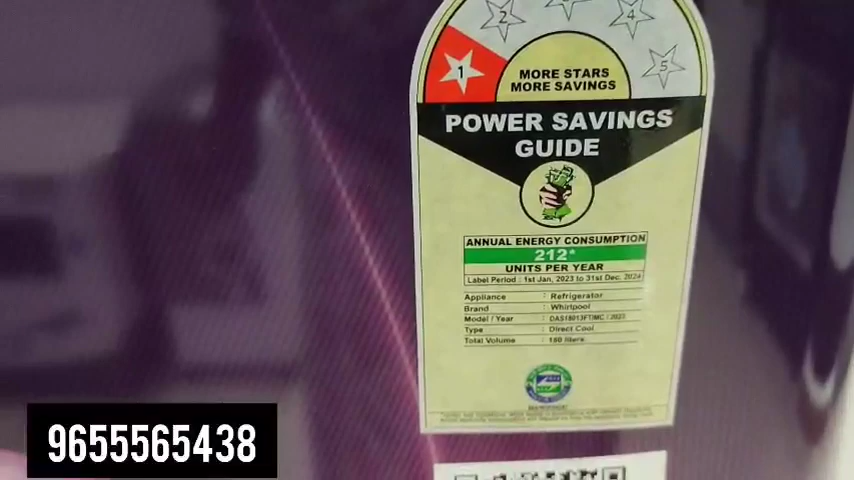 2
4
1
5
MORE STARS
MORE SAVINGS
POWER SAVINGS
GUIDE
ANNUAL ENERGY CONSUMPTION
212*
UNITS PER YEAR
Label Period : 1st Jan, 2023 to 31st Dec, 2024
Appliance : Refrigerator
Brand : Whirlpool
Model / Year : / 2023
Type : Direct Cool
Total Volume : 180 litere
9655565438